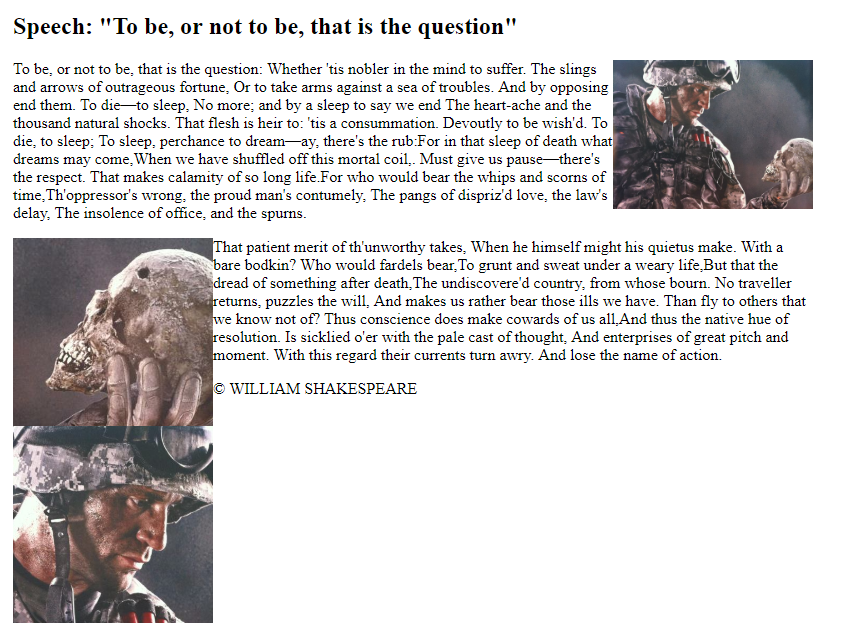 Speech: "To be, or not to be, that is the question"
To be, or not to be, that is the question: Whether 'tis nobler in the mind to suffer. The slings
and arrows of outrageous fortune, Or to take arms against a sea of troubles. And by opposing
end them. To die—to sleep, No more; and by a sleep to say we end The heart-ache and the
thousand natural shocks. That flesh is heir to: 'tis a consummation. Devoutly to be wish'd. To
die, to sleep; To sleep, perchance to dream—ay, there's the rub:For in that sleep of death what
dreams may come,When we have shuffled off this mortal coil,. Must give us pause—there's
the respect. That makes calamity of so long life.For who would bear the whips and scorns of
time,Th'oppressor's wrong, the proud man's contumely, The pangs of dispriz'd love, the law's
delay, The insolence of office, and the spurns.
That patient merit of th'unworthy takes, When he himself might his quietus make. With a
bare bodkin? Who would fardels bear,To grunt and sweat under a weary life,But that the
dread of something after death,The undiscovere'd country, from whose bourn. No traveller
returns, puzzles the will, And makes us rather bear those ills we have. Than fly to others that
we know not of? Thus conscience does make cowards of us all,And thus the native hue of
resolution. Is sicklied o'er with the pale cast of thought, And enterprises of great pitch and
moment. With this regard their currents turn awry. And lose the name of action.
© WILLIAM SHAKESPEARE